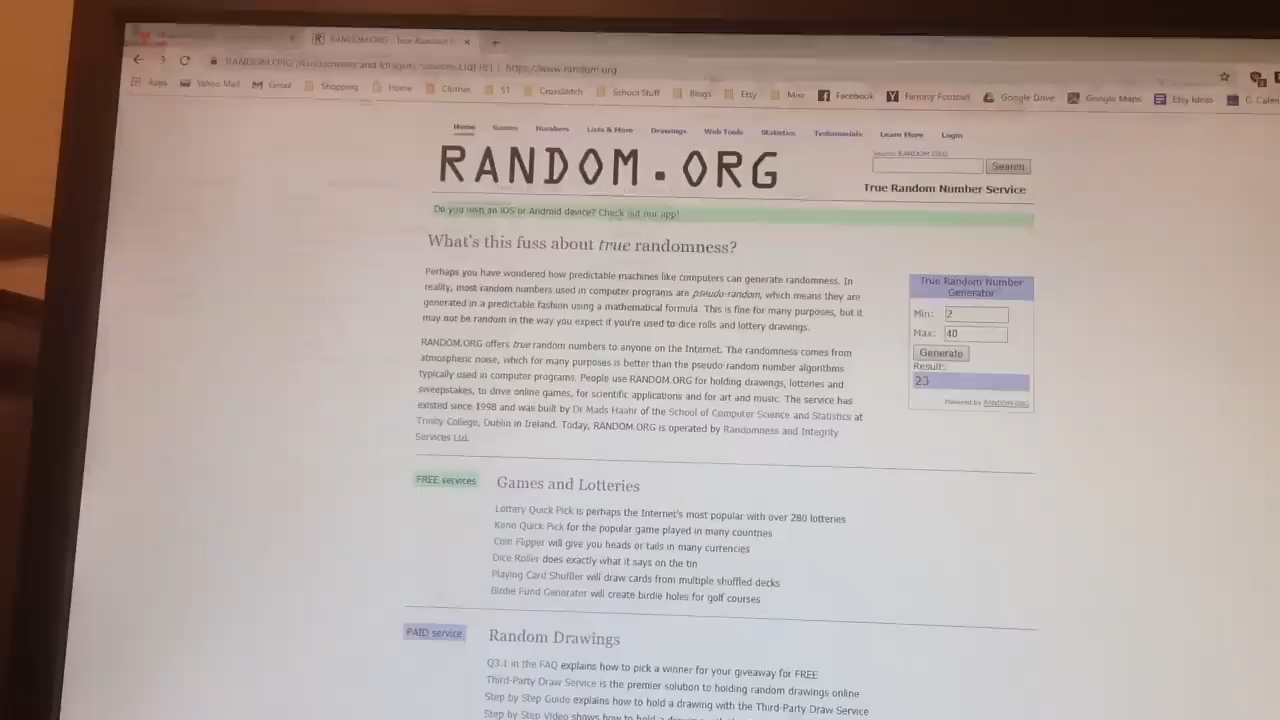 RANDOM.ORG - True Random
https://www.random.org
Apps Yahoo Mail Gmail Shopping Home Clothes S1 CrossStitch School Stuff Blogs Etsy Misc Facebook Fantasy Football Google Drive Google Maps Etsy Ideas
Home Games Numbers Lists & More Drawings Web Tools Statistics Testimonials Learn More Login
Search RANDOM.ORG
RANDOM.ORG
Search
True Random Number Service
Do you own an iOS or Android device? Check out our app!
What's this fuss about true randomness?
Perhaps you have wondered how predictable machines like computers can generate randomness. In
reality, most random numbers used in computer programs are pseudo-random, which means they are
generated in a predictable fashion using a mathematical formula. This is fine for many purposes, but it
may not be random in the way you expect if you're used to dice rolls and lottery drawings.
RANDOM.ORG offers true random numbers to anyone on the Internet. The randomness comes from
atmospheric noise, which for many purposes is better than the pseudo-random number algorithms
typically used in computer programs. People use RANDOM.ORG for holding drawings, lotteries and
sweepstakes, to drive online games, for scientific applications and for art and music. The service has
existed since 1998 and was built by Dr Mads Haahr of the School of Computer Science and Statistics at
Trinity College, Dublin in Ireland. Today, RANDOM.ORG is operated by Randomness and Integrity
Services Ltd.
True Random Number
Generator
Min: 2
Max: 40
Generate
Result:
23
Powered by RANDOM.ORG
FREE services
Games and Lotteries
Lottery Quick Pick is perhaps the Internet's most popular with over 280 lotteries
Keno Quick Pick for the popular game played in many countries
Coin Flipper will give you heads or tails in many currencies
Dice Roller does exactly what it says on the tin
Playing Card Shuffler will draw cards from multiple shuffled decks
Birdie Fund Generator will create birdie holes for golf courses
PAID service
Random Drawings
Q3.1 in the FAQ explains how to pick a winner for your giveaway for FREE
Third-Party Draw Service is the premier solution to holding random drawings online
Step by Step Guide explains how to hold a drawing with the Third-Party Draw Service
Step by Step Video shows how to hold a